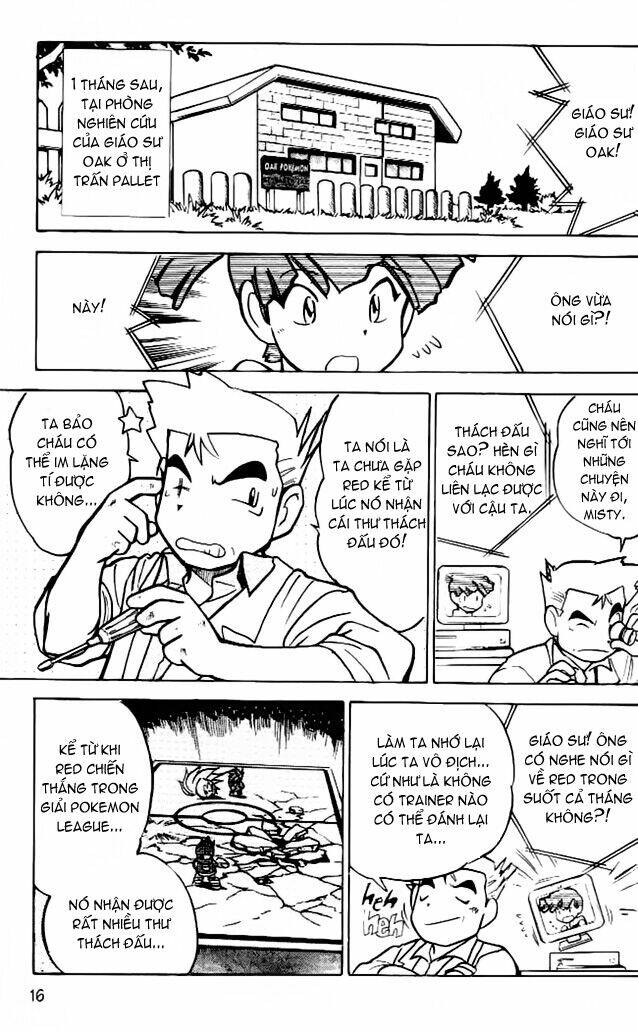 GIÁO SƯ!
GIÁO SƯ
OAK!
1 THÁNG SAU,
TẠI PHÒNG
NGHIÊN CỨU
CỦA GIÁO SƯ
OAK Ở THỊ
TRẤN PALLET
OAK POKEMON
ÔNG VỪA
NÓI GÌ?!
NÀY!
CHÁU
CŨNG NÊN
NGHĨ TỚI
NHỮNG
CHUYỆN
NÀY ĐI,
MISTY.
THÁCH ĐẤU
SAO? HÈN GÌ
CHÁU KHÔNG
LIÊN LẠC ĐƯỢC
VỚI CẬU TA.
TA NÓI LÀ
TA CHƯA GẶP
RED KỂ TỪ
LÚC NÓ NHẬN
CÁI THƯ THÁCH
ĐẤU ĐÓ!
TA BẢO
CHÁU CÓ
THỂ IM LẶNG
TÍ ĐƯỢC
KHÔNG...
GIÁO SƯ! ÔNG
CÓ NGHE NÓI GÌ
VỀ RED TRONG
SUỐT CẢ THÁNG
KHÔNG?!
LÀM TA NHỚ LẠI
LÚC TA VÔ ĐỊCH...
CỨ NHƯ LÀ KHÔNG
CÓ TRAINER NÀO
CÓ THỂ ĐÁNH LẠI
TA...
Heh
Heh
KỂ TỪ KHI
RED CHIẾN
THẮNG TRONG
GIẢI POKEMON
LEAGUE...
NÓ NHẬN ĐƯỢC
RẤT NHIỀU THƯ
THÁCH ĐẤU...
16